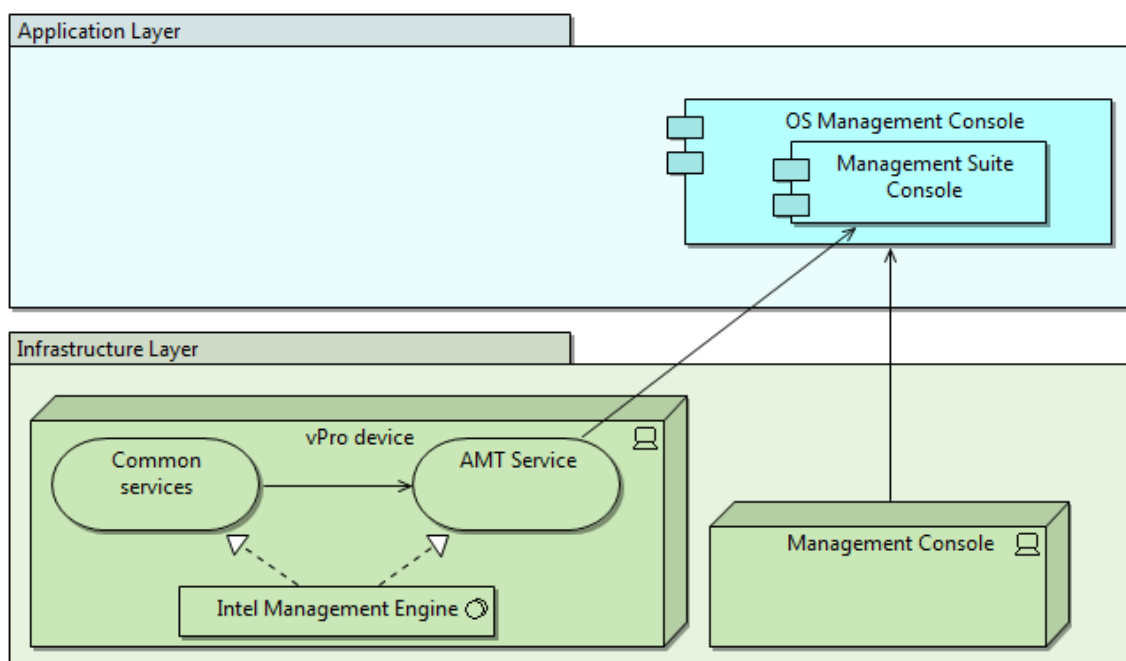 Application Layer
OS Management Console
Management Suite
Console
Infrastructure Layer
vPro device
Common
services
AMT Service
Intel Management Engine
Management Console